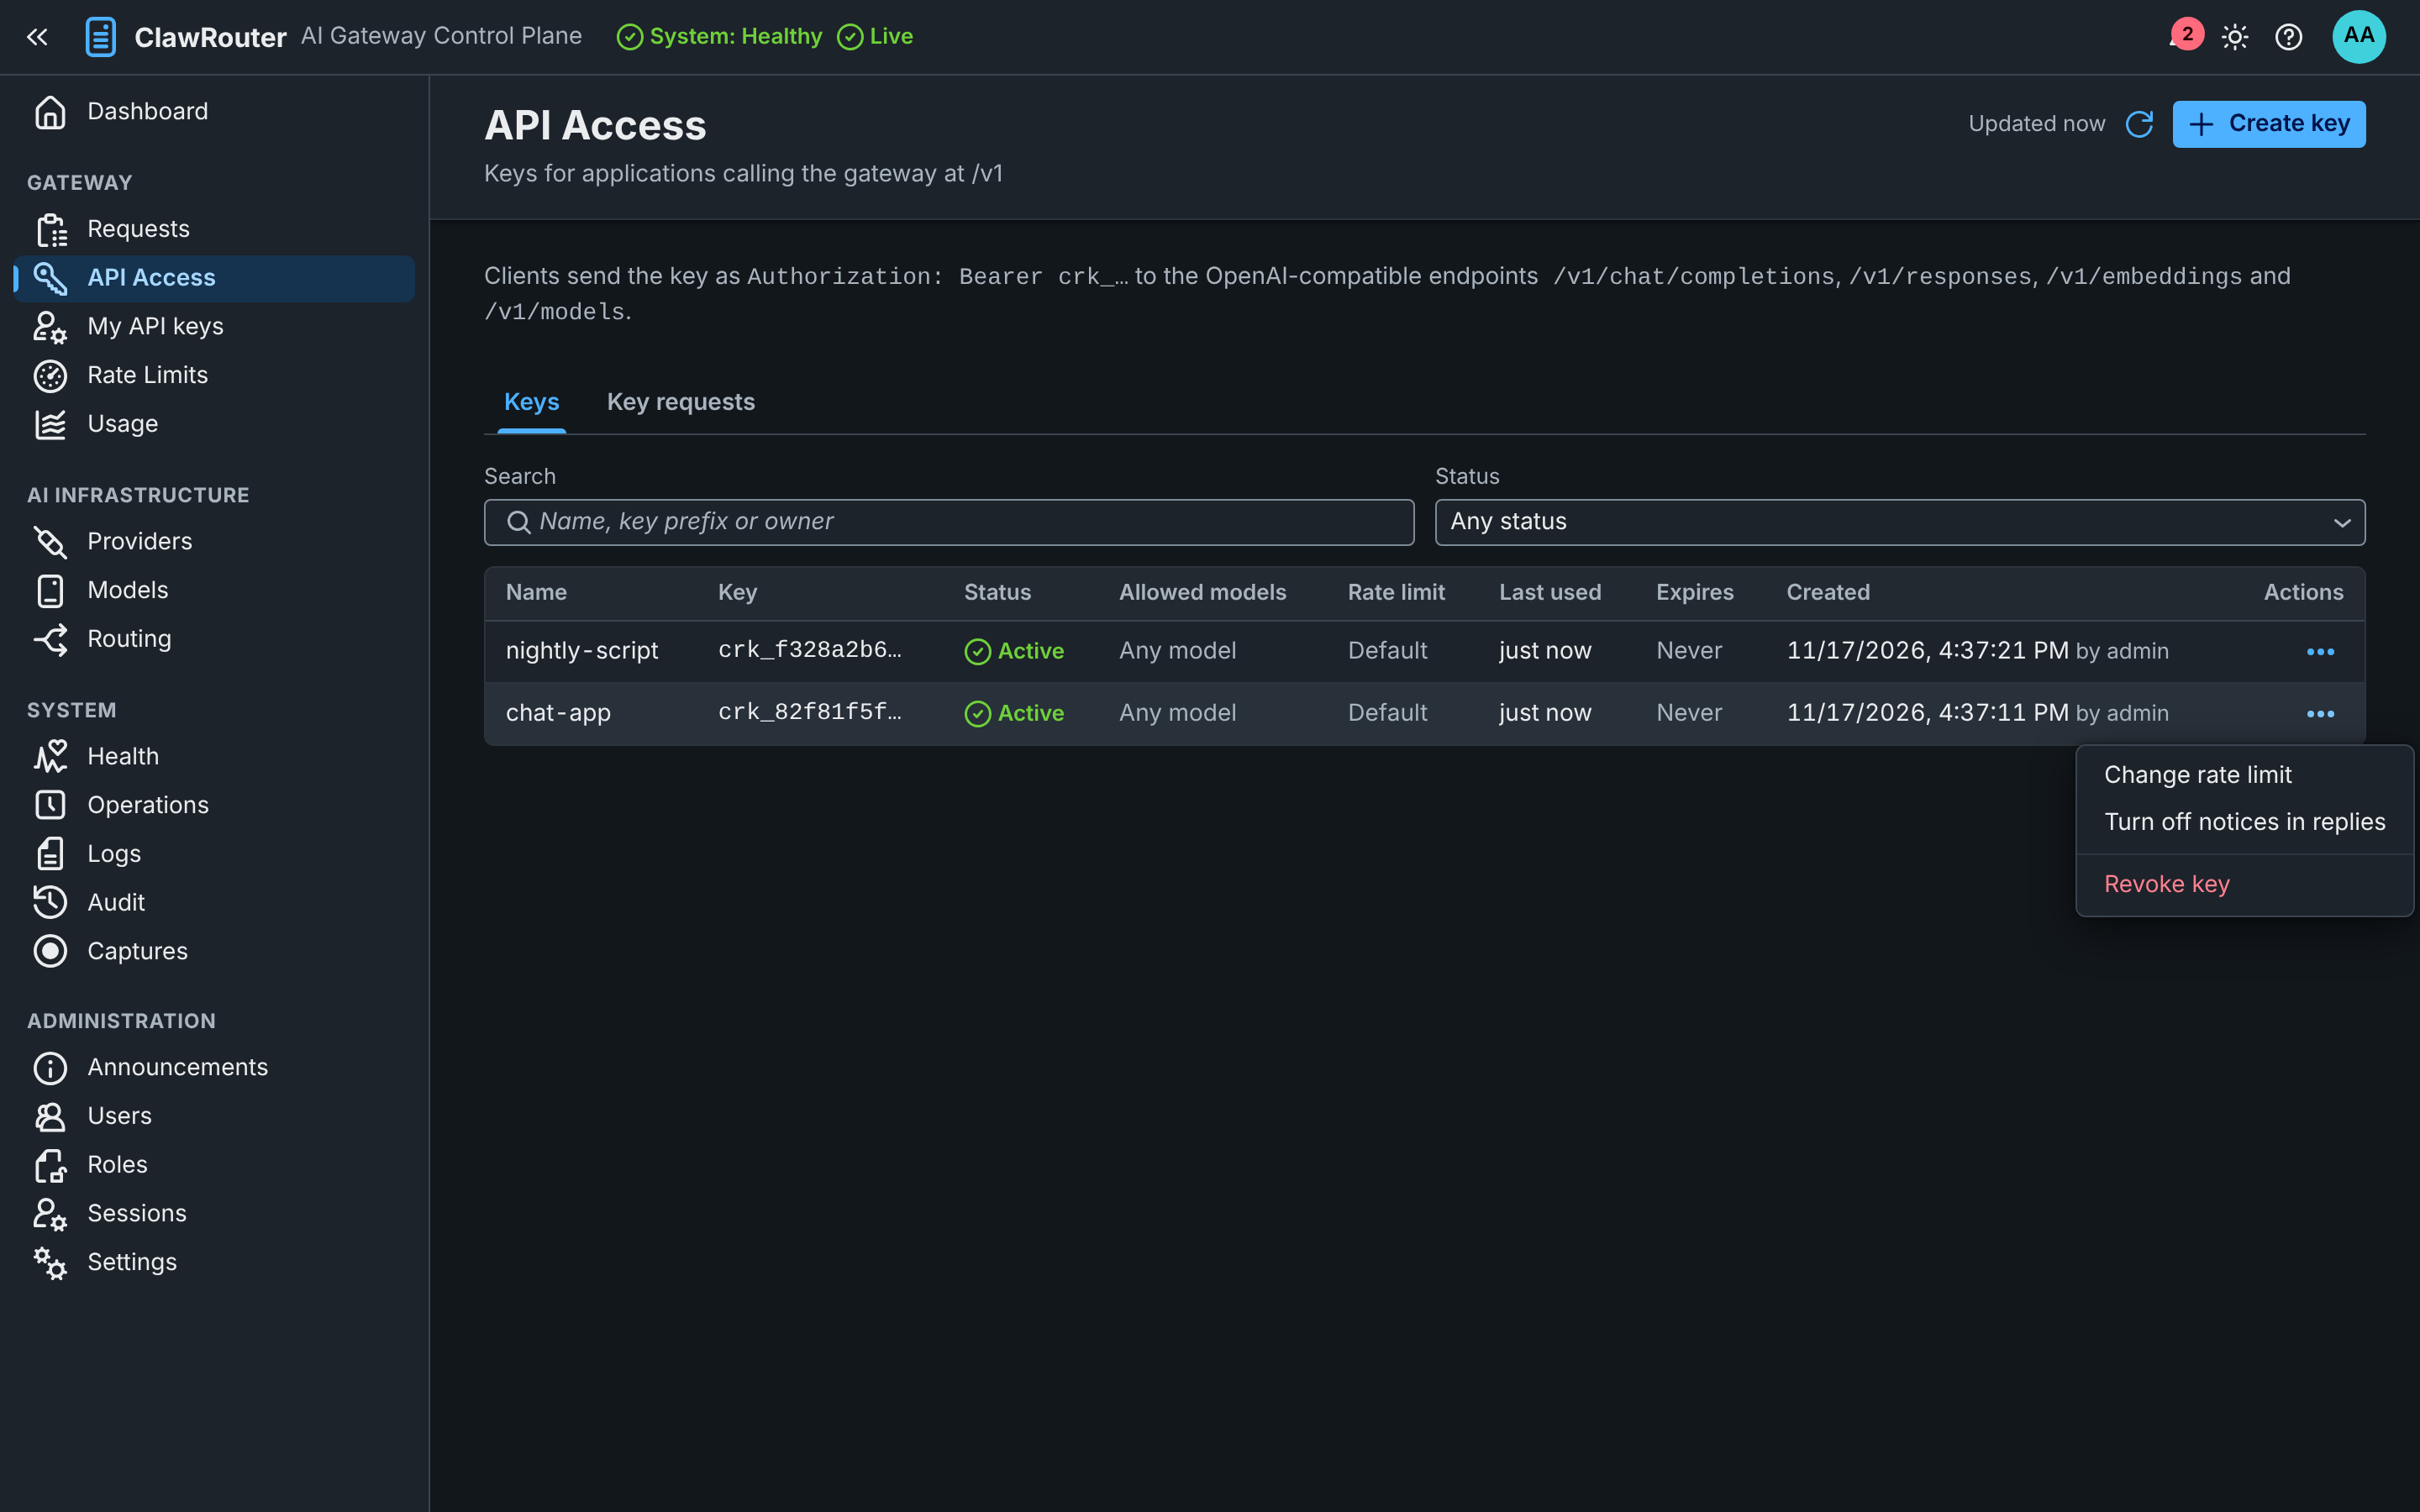 ClawRouter AI Gateway Control Plane System: Healthy Live 2 AA
Dashboard
GATEWAY
Requests
API Access
My API keys
Rate Limits
Usage
AI INFRASTRUCTURE
Providers
Models
Routing
SYSTEM
Health
Operations
Logs
Audit
Captures
ADMINISTRATION
Announcements
Users
Roles
Sessions
Settings
API Access
Updated now Create key
Keys for applications calling the gateway at /v1
Clients send the key as Authorization: Bearer crk_… to the OpenAI-compatible endpoints /v1/chat/completions, /v1/responses, /v1/embeddings and
/v1/models.
Keys Key requests
Search Status
Name, key prefix or owner Any status
Name Key Status Allowed models Rate limit Last used Expires Created Actions
nightly-script crk_f328a2b6… Active Any model Default just now Never 11/17/2026, 4:37:21 PM by admin
chat-app crk_82f81f5f… Active Any model Default just now Never 11/17/2026, 4:37:11 PM by admin
Change rate limit
Turn off notices in replies
Revoke key